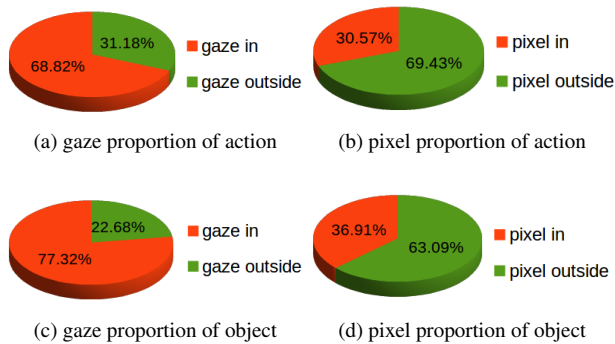 31.18%
68.82%
gaze in
gaze outside
30.57%
69.43%
pixel in
pixel outside
(a) gaze proportion of action
(b) pixel proportion of action
22.68%
77.32%
gaze in
gaze outside
36.91%
63.09%
pixel in
pixel outside
(c) gaze proportion of object
(d) pixel proportion of object